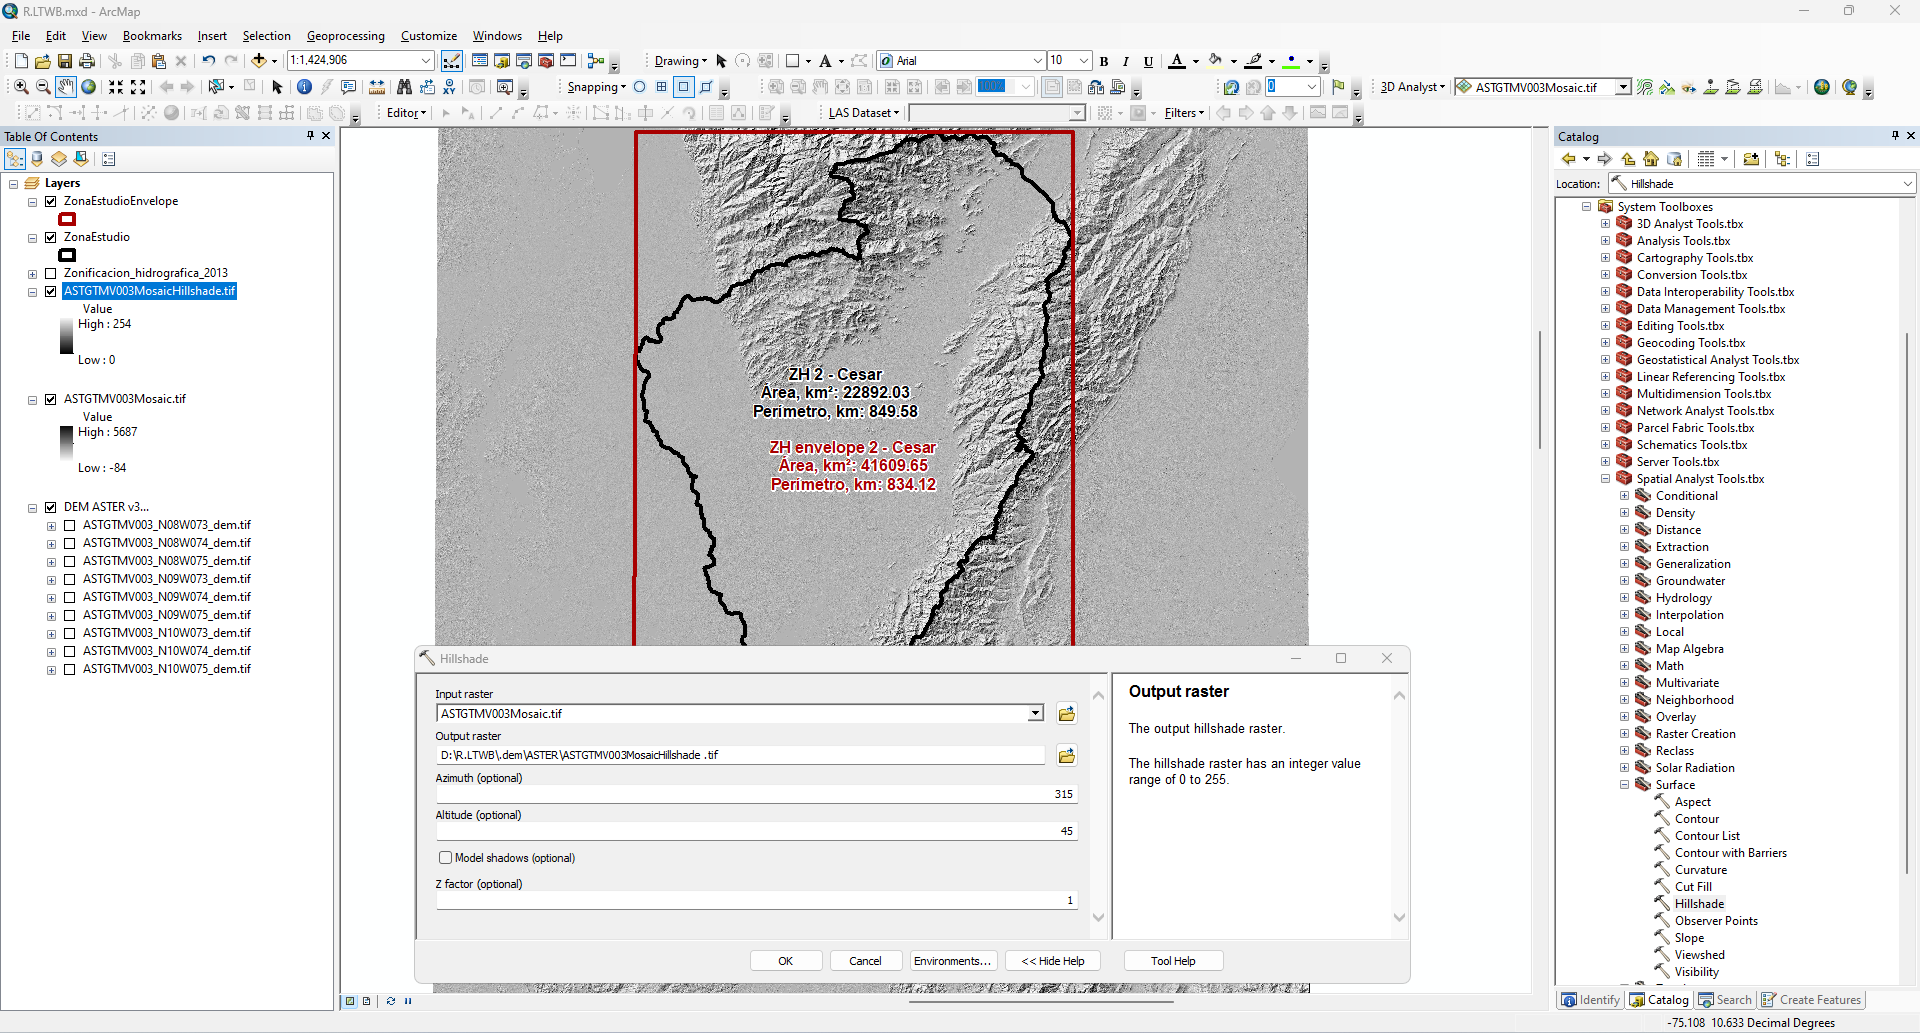 R.LTWB.mxd - ArcMap
File Edit View Bookmarks Insert Selection Geoprocessing Customize Windows Help
1:1,424,906
Drawing
Arial
10
B I U A
Snapping
100%
0
3D Analyst
ASTGTMV003Mosaic.tif
Editor
LAS Dataset
Filters
Table Of Contents
Layers
ZonaEstudioEnvelope
ZonaEstudio
Zonificacion_hidrografica_2013
ASTGTMV003MosaicHillshade.tif
Value
High : 254
Low : 0
ASTGTMV003Mosaic.tif
Value
High : 5687
Low : -84
DEM ASTER v3...
ASTGTMV003_N08W073_dem.tif
ASTGTMV003_N08W074_dem.tif
ASTGTMV003_N08W075_dem.tif
ASTGTMV003_N09W073_dem.tif
ASTGTMV003_N09W074_dem.tif
ASTGTMV003_N09W075_dem.tif
ASTGTMV003_N10W073_dem.tif
ASTGTMV003_N10W074_dem.tif
ASTGTMV003_N10W075_dem.tif
ZH 2 - Cesar
Área, km²: 22892.03
Perímetro, km: 849.58
ZH envelope 2 - Cesar
Área, km²: 41609.65
Perímetro, km: 834.12
Hillshade
Input raster
ASTGTMV003Mosaic.tif
Output raster
D:\R.LTWB\.dem\ASTER\ASTGTMV003MosaicHillshade .tif
Azimuth (optional)
315
Altitude (optional)
45
Model shadows (optional)
Z factor (optional)
1
Output raster
The output hillshade raster.
The hillshade raster has an integer value
range of 0 to 255.
OK
Cancel
Environments...
<< Hide Help
Tool Help
Catalog
Location: Hillshade
System Toolboxes
3D Analyst Tools.tbx
Analysis Tools.tbx
Cartography Tools.tbx
Conversion Tools.tbx
Data Interoperability Tools.tbx
Data Management Tools.tbx
Editing Tools.tbx
Geocoding Tools.tbx
Geostatistical Analyst Tools.tbx
Linear Referencing Tools.tbx
Multidimension Tools.tbx
Network Analyst Tools.tbx
Parcel Fabric Tools.tbx
Schematics Tools.tbx
Server Tools.tbx
Spatial Analyst Tools.tbx
Conditional
Density
Distance
Extraction
Generalization
Groundwater
Hydrology
Interpolation
Local
Map Algebra
Math
Multivariate
Neighborhood
Overlay
Raster Creation
Reclass
Solar Radiation
Surface
Aspect
Contour
Contour List
Contour with Barriers
Curvature
Cut Fill
Hillshade
Observer Points
Slope
Viewshed
Visibility
Identify
Catalog
Search
Create Features
-75.108 10.633 Decimal Degrees